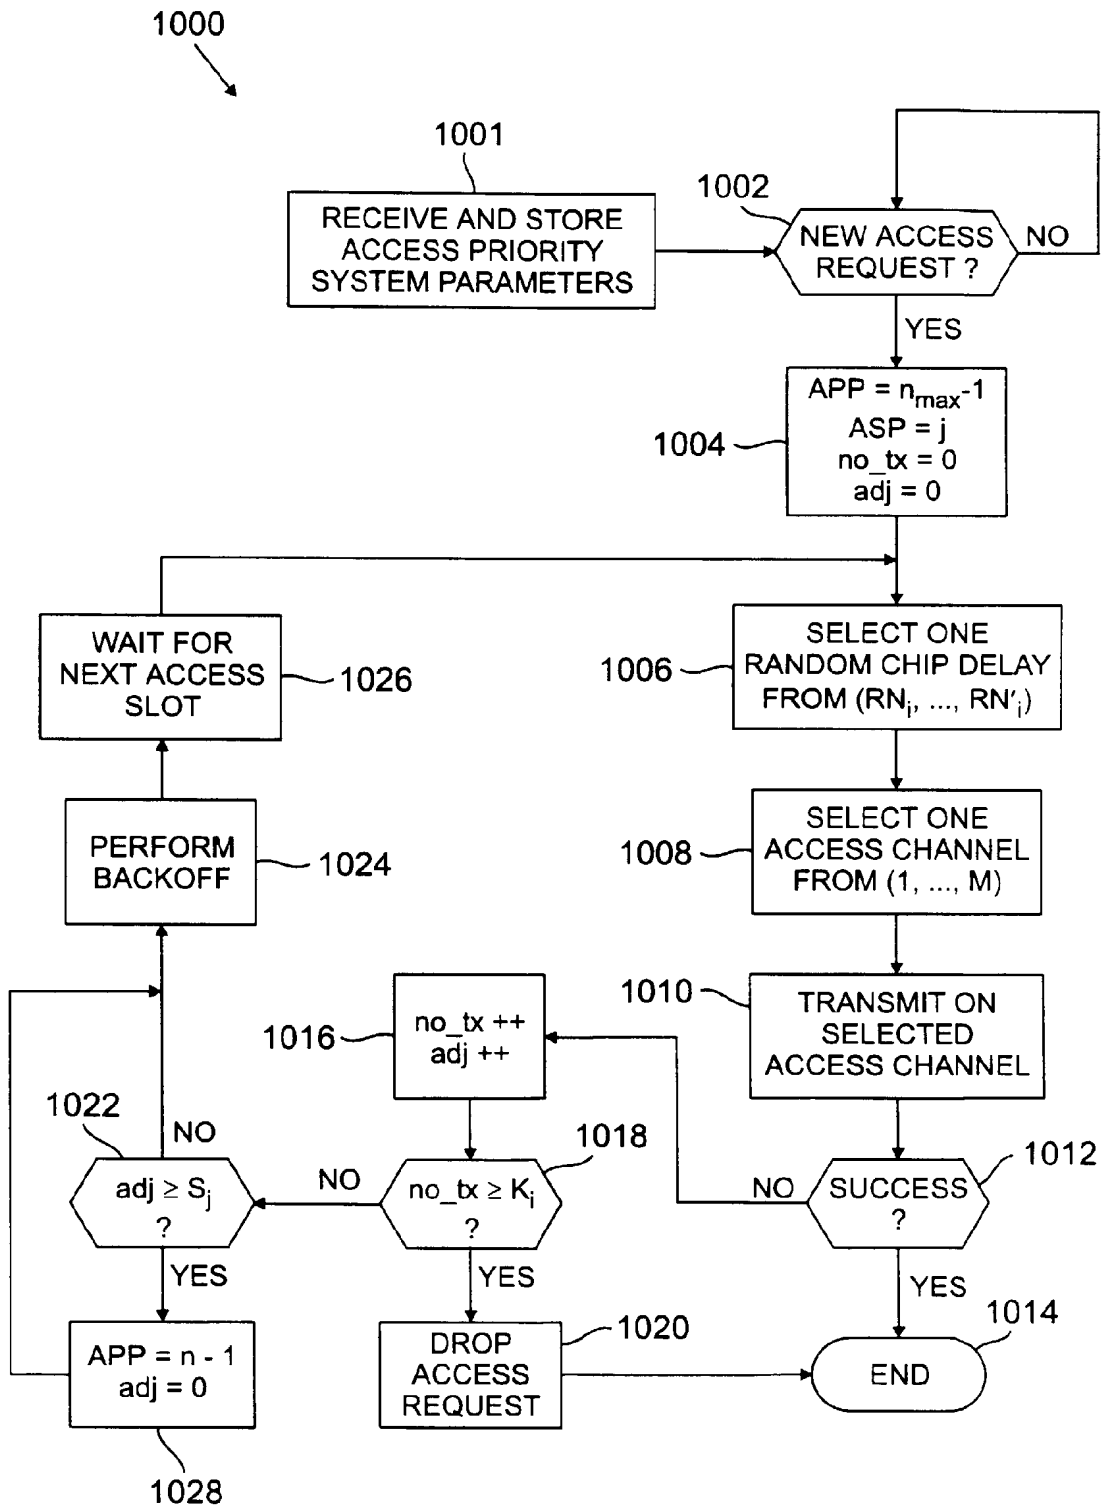 1000
1001
RECEIVE AND STORE
ACCESS PRIORITY
SYSTEM PARAMETERS
1002
NEW ACCESS
REQUEST ?
NO
YES
1004
APP = nmax-1
ASP = j
no_tx = 0
adj = 0
WAIT FOR
NEXT ACCESS
SLOT
1026
1006
SELECT ONE
RANDOM CHIP DELAY
FROM (RNi, ..., RN'i)
PERFORM
BACKOFF
1024
1008
SELECT ONE
ACCESS CHANNEL
FROM (1, ..., M)
1010
TRANSMIT ON
SELECTED
ACCESS CHANNEL
1016
no_tx ++
adj ++
1022
NO
adj ≥ Sj
?
YES
NO
1018
no_tx ≥ Ki
?
YES
NO
1012
SUCCESS
?
YES
1014
END
1020
DROP
ACCESS
REQUEST
APP = n - 1
adj = 0
1028